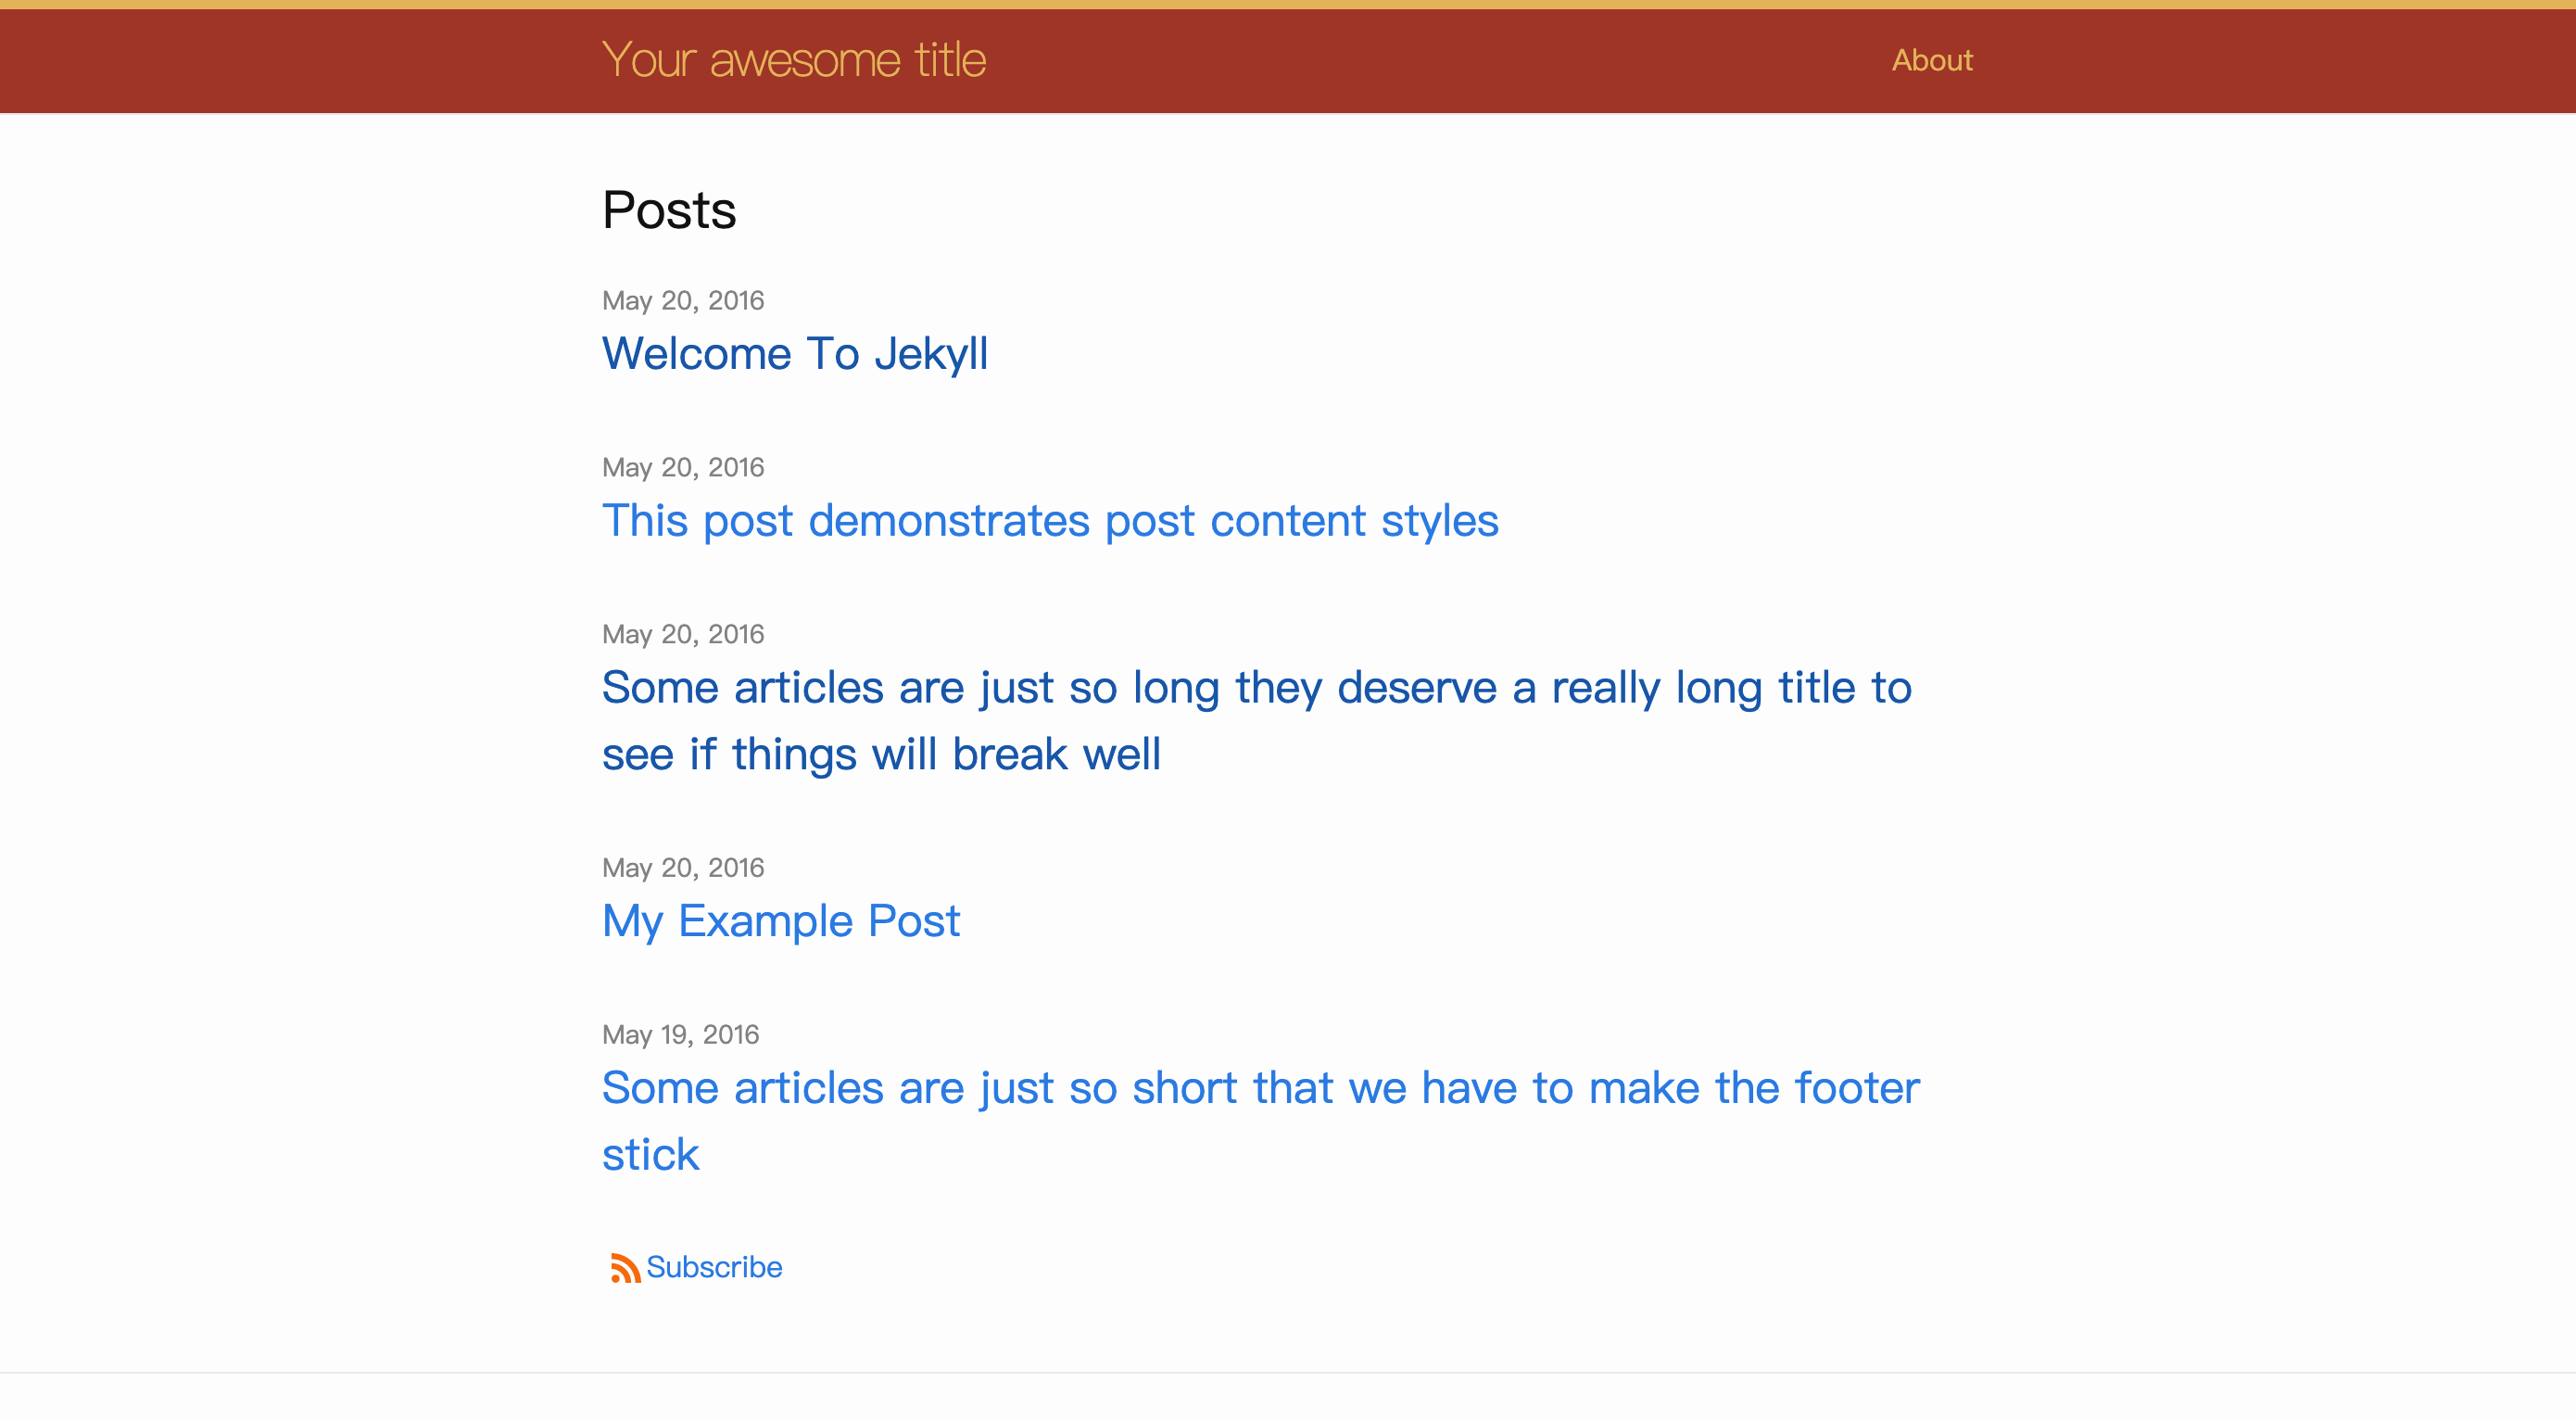 Your awesome title
About
Posts
May 20, 2016
Welcome To Jekyll
May 20, 2016
This post demonstrates post content styles
May 20, 2016
Some articles are just so long they deserve a really long title to
see if things will break well
May 20, 2016
My Example Post
May 19, 2016
Some articles are just so short that we have to make the footer
stick
Subscribe